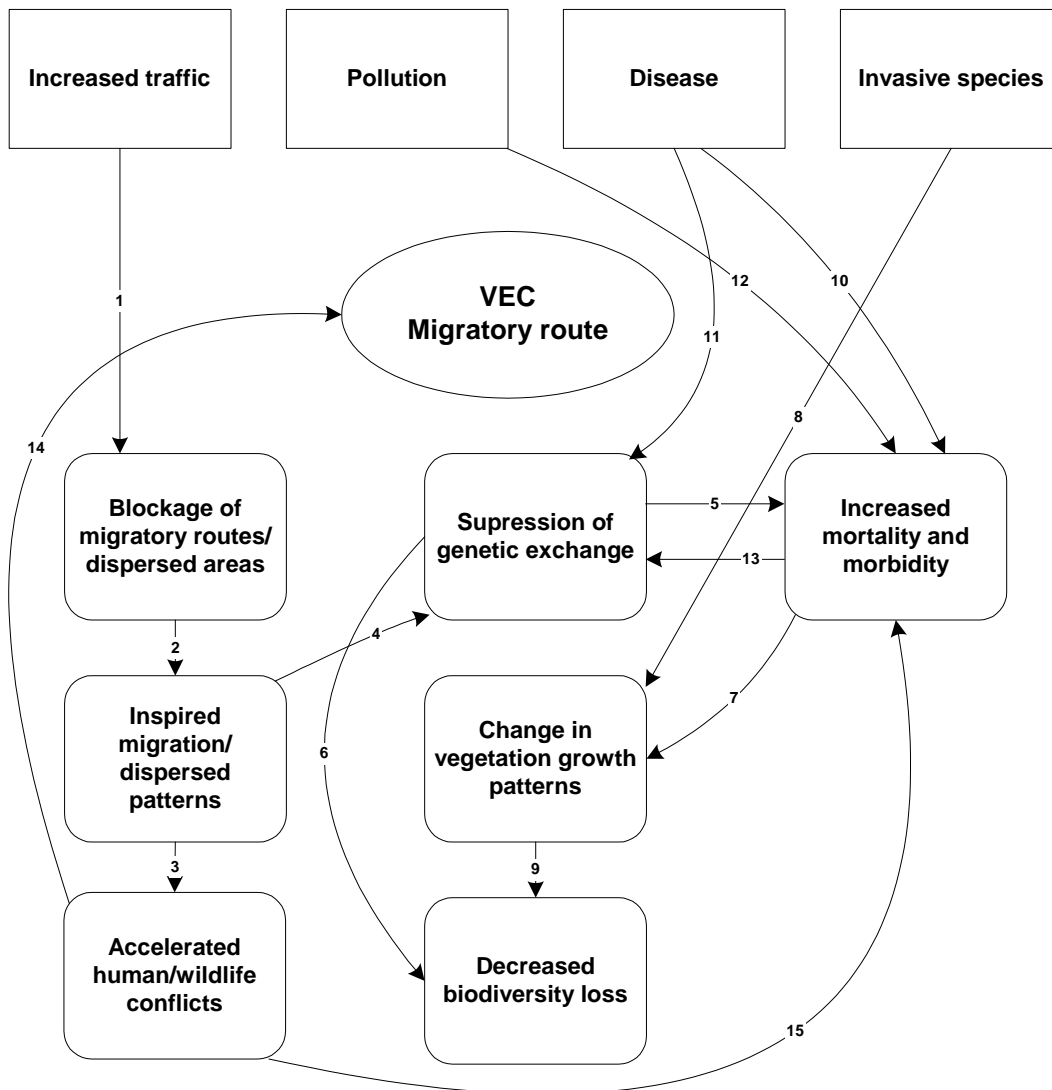 Increased traffic
Pollution
Disease
Invasive species
VEC
Migratory route
12
10
1
11
8
14
Blockage of
migratory routes/
dispersed areas
Supression of
genetic exchange
5
13
Increased
mortality and
morbidity
2
4
Inspired
migration/
dispersed
patterns
6
Change in
vegetation growth
patterns
7
3
9
Accelerated
human/wildlife
conflicts
Decreased
biodiversity loss
15